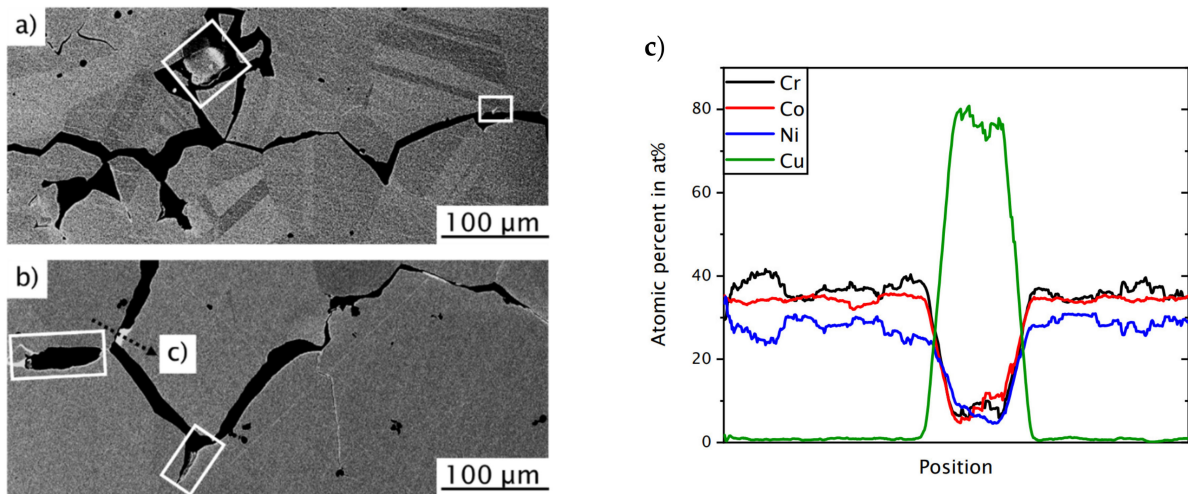 a)
100 µm
b)
c)
100 µm
c)
Cr
Co
Ni
Cu
Atomic percent in at%
80
60
40
20
0
Position